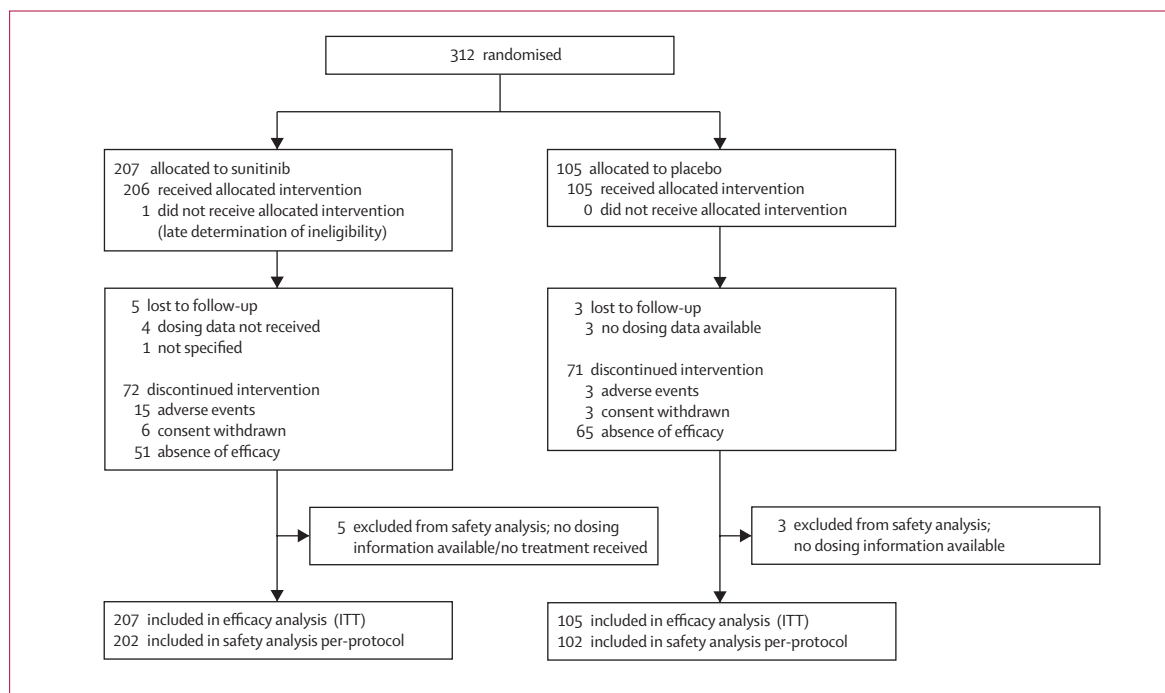 312 randomised
207 allocated to sunitinib
206 received allocated intervention
1 did not receive allocated intervention
(late determination of ineligibility)
105 allocated to placebo
105 received allocated intervention
0 did not receive allocated intervention
5 lost to follow-up
4 dosing data not received
1 not specified
72 discontinued intervention
15 adverse events
6 consent withdrawn
51 absence of efficacy
3 lost to follow-up
3 no dosing data available
71 discontinued intervention
3 adverse events
3 consent withdrawn
65 absence of efficacy
5 excluded from safety analysis; no dosing
information available/no treatment received
3 excluded from safety analysis;
no dosing information available
207 included in efficacy analysis (ITT)
202 included in safety analysis per-protocol
105 included in efficacy analysis (ITT)
102 included in safety analysis per-protocol